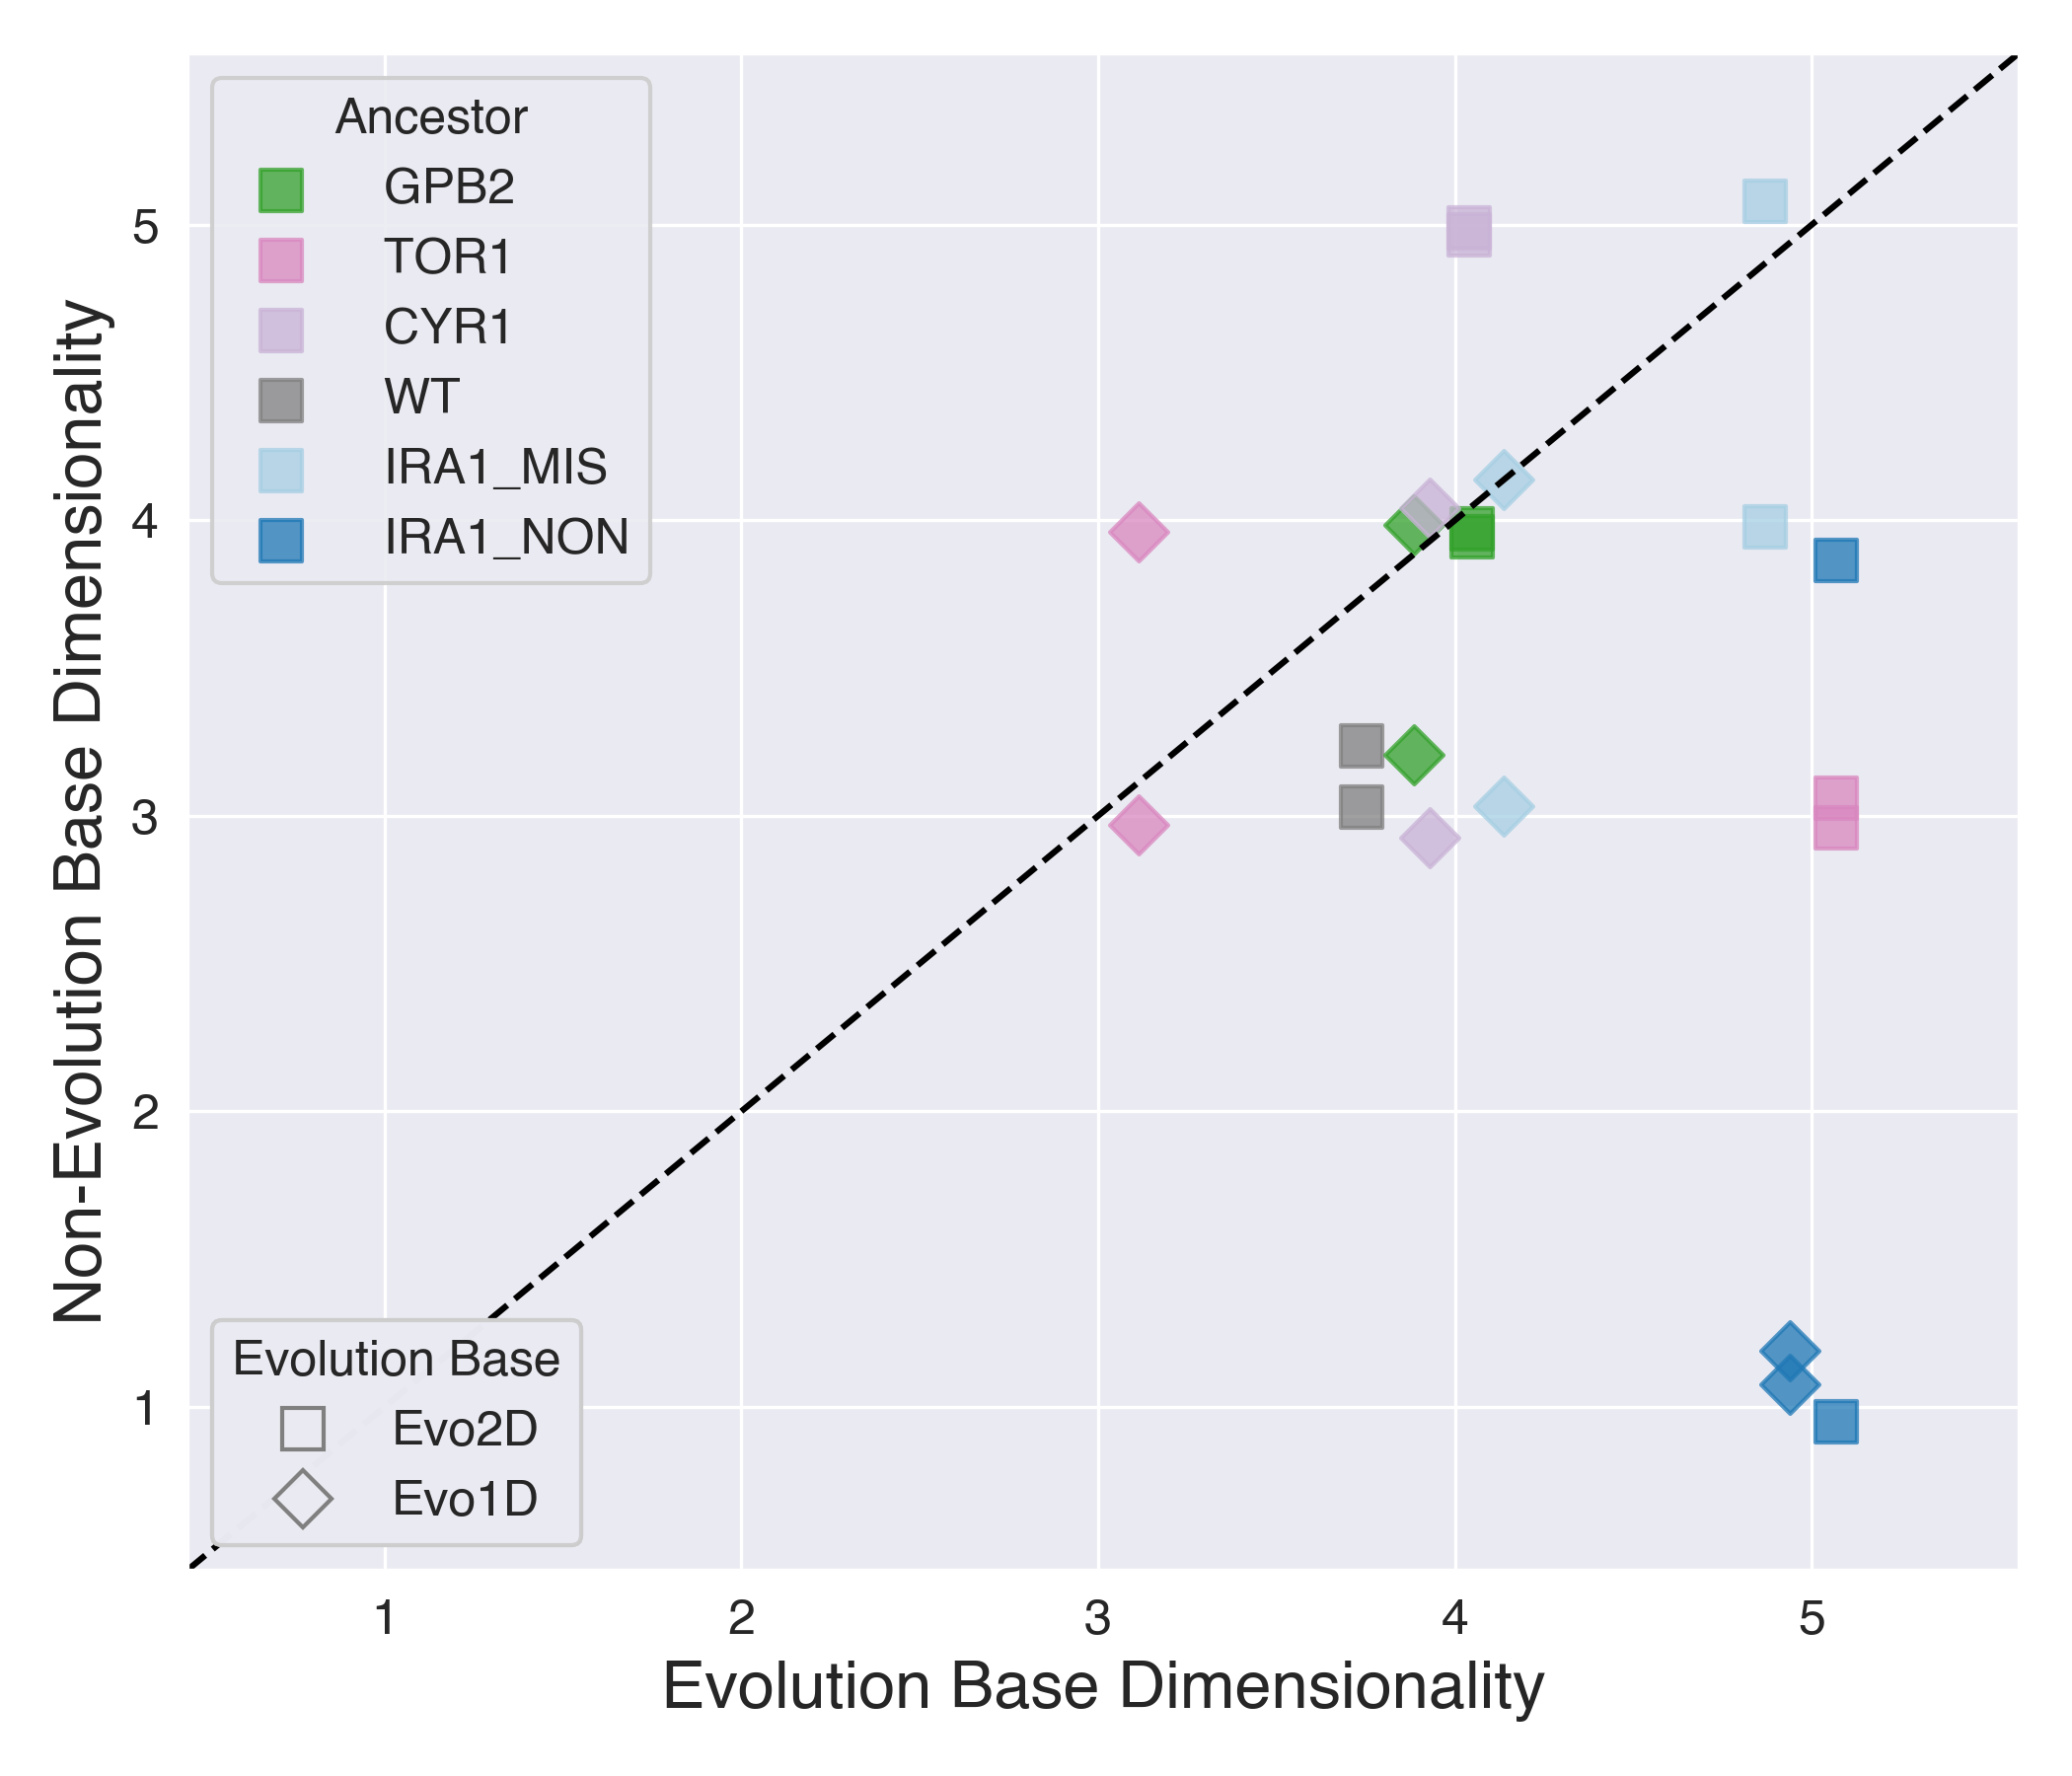 Ancestor
GPB2
TOR1
CYR1
WT
IRA1_MIS
IRA1_NON
Non-Evolution Base Dimensionality
5
4
3
2
1
Evolution Base
Evo2D
Evo1D
1 2 3 4 5
Evolution Base Dimensionality